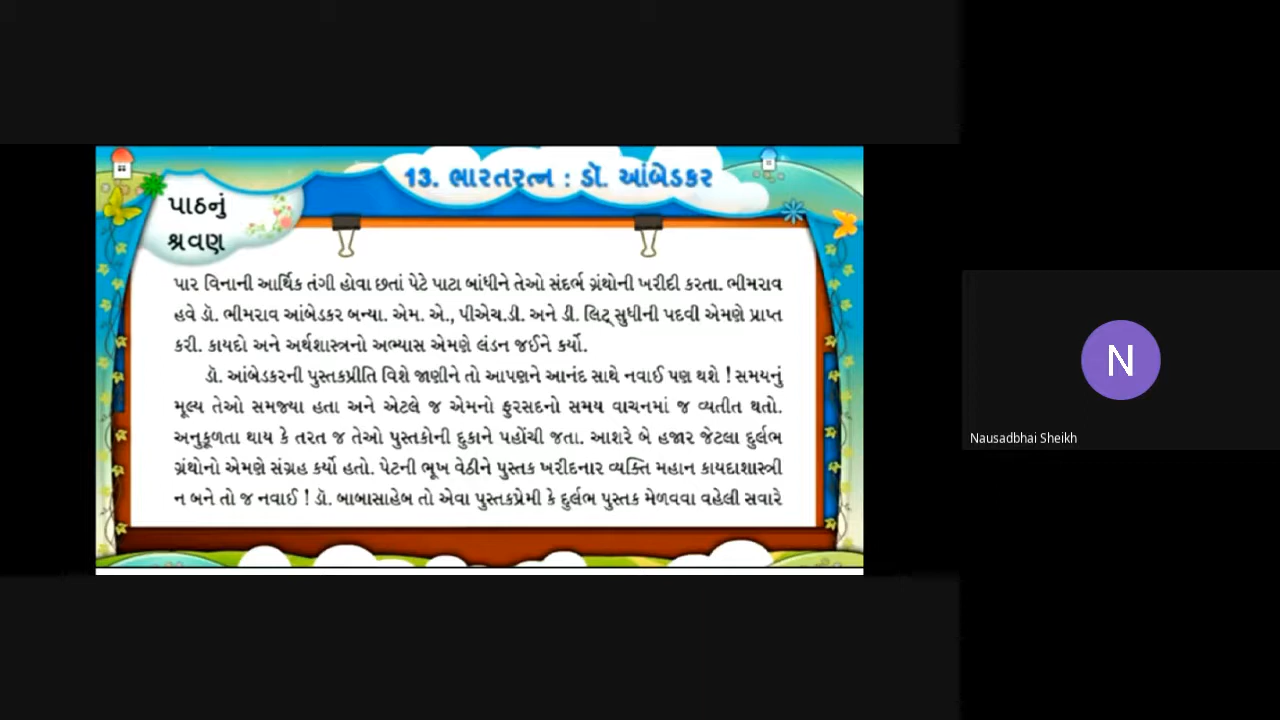 13. ભારતરત્ન : ડૉ. આંબેડકર
પાઠનું
શ્રવણ
પાર વિનાની આર્થિક તંગી હોવા છતાં પેટે પાટા બાંધીને તેઓ સંદર્ભ ગ્રંથોની ખરીદી કરતા. ભીમરાવ
હવે ડૉ. ભીમરાવ આંબેડકર બન્યા. એમ. એ., પીએચ.ડી. અને ડી. લિટ્ સુધીની પદવી એમણે પ્રાપ્ત
કરી. કાયદો અને અર્થશાસ્ત્રનો અભ્યાસ એમણે લંડન જઈને કર્યો.
ડૉ. આંબેડકરની પુસ્તકપ્રીતિ વિશે જાણીને તો આપણને આનંદ સાથે નવાઈ પણ થશે ! સમયનું
મૂલ્ય તેઓ સમજ્યા હતા અને એટલે જ એમનો ફુરસદનો સમય વાચનમાં જ વ્યતીત થતો.
અનુકૂળતા થાય કે તરત જ તેઓ પુસ્તકોની દુકાને પહોંચી જતા. આશરે બે હજાર જેટલા દુર્લભ
ગ્રંથોનો એમણે સંગ્રહ કર્યો હતો. પેટની ભૂખ વેઠીને પુસ્તક ખરીદનાર વ્યક્તિ મહાન કાયદાશાસ્ત્રી
ન બને તો જ નવાઈ ! ડૉ. બાબાસાહેબ તો એવા પુસ્તકપ્રેમી કે દુર્લભ પુસ્તક મેળવવા વહેલી સવારે
N
Nausadbhai Sheikh